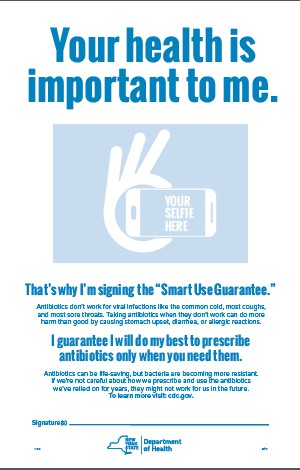 Your health is
important to me.
YOUR
SELFIE
HERE
That's why I'm signing the "Smart Use Guarantee."
Antibiotics don't work for viral infections like the common cold, most coughs,
and most sore throats. Taking antibiotics when they don't work can do more
harm than good by causing stomach upset, diarrhea, or allergic reactions.
I guarantee I will do my best to prescribe
antibiotics only when you need them.
Antibiotics can be life-saving, but bacteria are becoming more resistant.
If we're not careful about how we prescribe and use the antibiotics
we've relied on for years, they might not work for us in the future.
To learn more visit: cdc.gov.
Signature(s)
NEW
YORK
STATE
Department
of Health